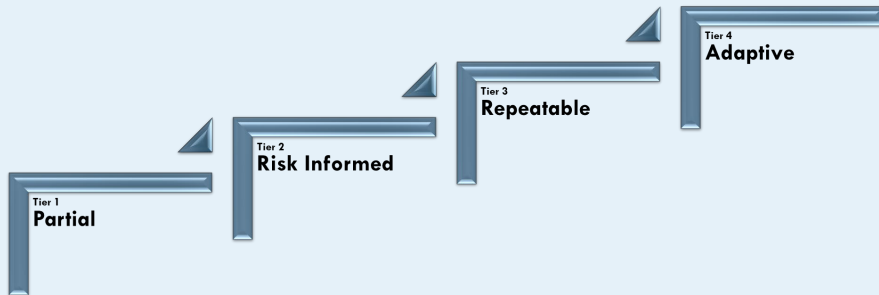 Tier 1
Partial
Tier 2
Risk Informed
Tier 3
Repeatable
Tier 4
Adaptive